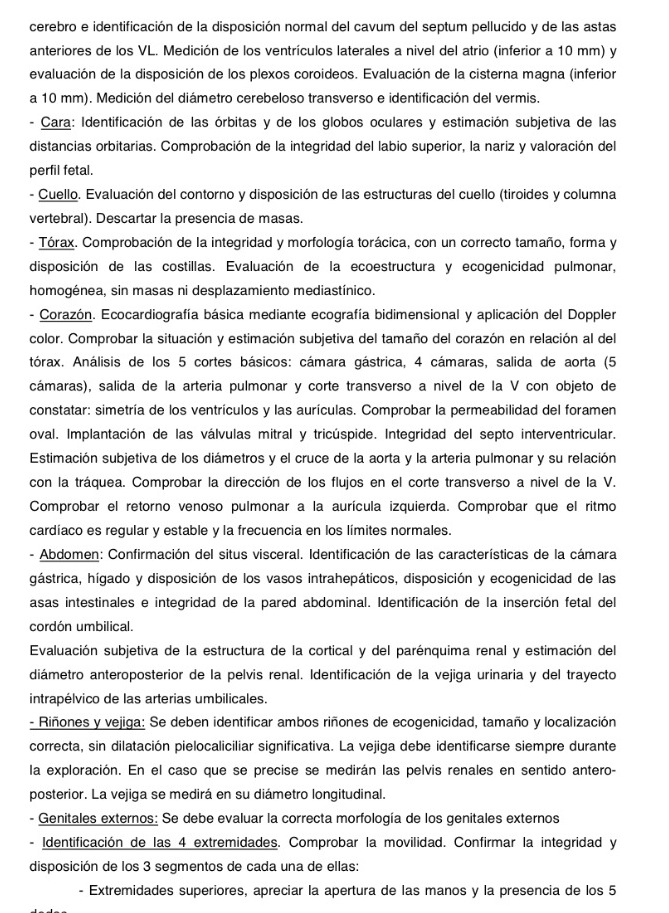 cerebro e identificación de la disposición normal del cavum del septum pellucido y de las astas
anteriores de los VL. Medición de los ventrículos laterales a nivel del atrio (inferior a 10 mm) y
evaluación de la disposición de los plexos coroideos. Evaluación de la cisterna magna (inferior
a 10 mm). Medición del diámetro cerebeloso transverso e identificación del vermis.
- Cara: Identificación de las órbitas y de los globos oculares y estimación subjetiva de las
distancias orbitarias. Comprobación de la integridad del labio superior, la nariz y valoración del
perfil fetal.
- Cuello. Evaluación del contorno y disposición de las estructuras del cuello (tiroides y columna
vertebral). Descartar la presencia de masas.
- Tórax. Comprobación de la integridad y morfología torácica, con un correcto tamaño, forma y
disposición de las costillas. Evaluación de la ecoestructura y ecogenicidad pulmonar,
homogénea, sin masas ni desplazamiento mediastínico.
- Corazón. Ecocardiografía básica mediante ecografía bidimensional y aplicación del Doppler
color. Comprobar la situación y estimación subjetiva del tamaño del corazón en relación al del
tórax. Análisis de los 5 cortes básicos: cámara gástrica, 4 cámaras, salida de aorta (5
cámaras), salida de la arteria pulmonar y corte transverso a nivel de la V con objeto de
constatar: simetría de los ventrículos y las aurículas. Comprobar la permeabilidad del foramen
oval. Implantación de las válvulas mitral y tricúspide. Integridad del septo interventricular.
Estimación subjetiva de los diámetros y el cruce de la aorta y la arteria pulmonar y su relación
con la tráquea. Comprobar la dirección de los flujos en el corte transverso a nivel de la V.
Comprobar el retorno venoso pulmonar a la aurícula izquierda. Comprobar que el ritmo
cardíaco es regular y estable y la frecuencia en los límites normales.
- Abdomen: Confirmación del situs visceral. Identificación de las características de la cámara
gástrica, hígado y disposición de los vasos intrahepáticos, disposición y ecogenicidad de las
asas intestinales e integridad de la pared abdominal. Identificación de la inserción fetal del
cordón umbilical.
Evaluación subjetiva de la estructura de la cortical y del parénquima renal y estimación del
diámetro anteroposterior de la pelvis renal. Identificación de la vejiga urinaria y del trayecto
intrapélvico de las arterias umbilicales.
- Riñones y vejiga: Se deben identificar ambos riñones de ecogenicidad, tamaño y localización
correcta, sin dilatación pielocaliciliar significativa. La vejiga debe identificarse siempre durante
la exploración. En el caso que se precise se medirán las pelvis renales en sentido antero-
posterior. La vejiga se medirá en su diámetro longitudinal.
- Genitales externos: Se debe evaluar la correcta morfología de los genitales externos
- Identificación de las 4 extremidades. Comprobar la movilidad. Confirmar la integridad y
disposición de los 3 segmentos de cada una de ellas:
- Extremidades superiores, apreciar la apertura de las manos y la presencia de los 5